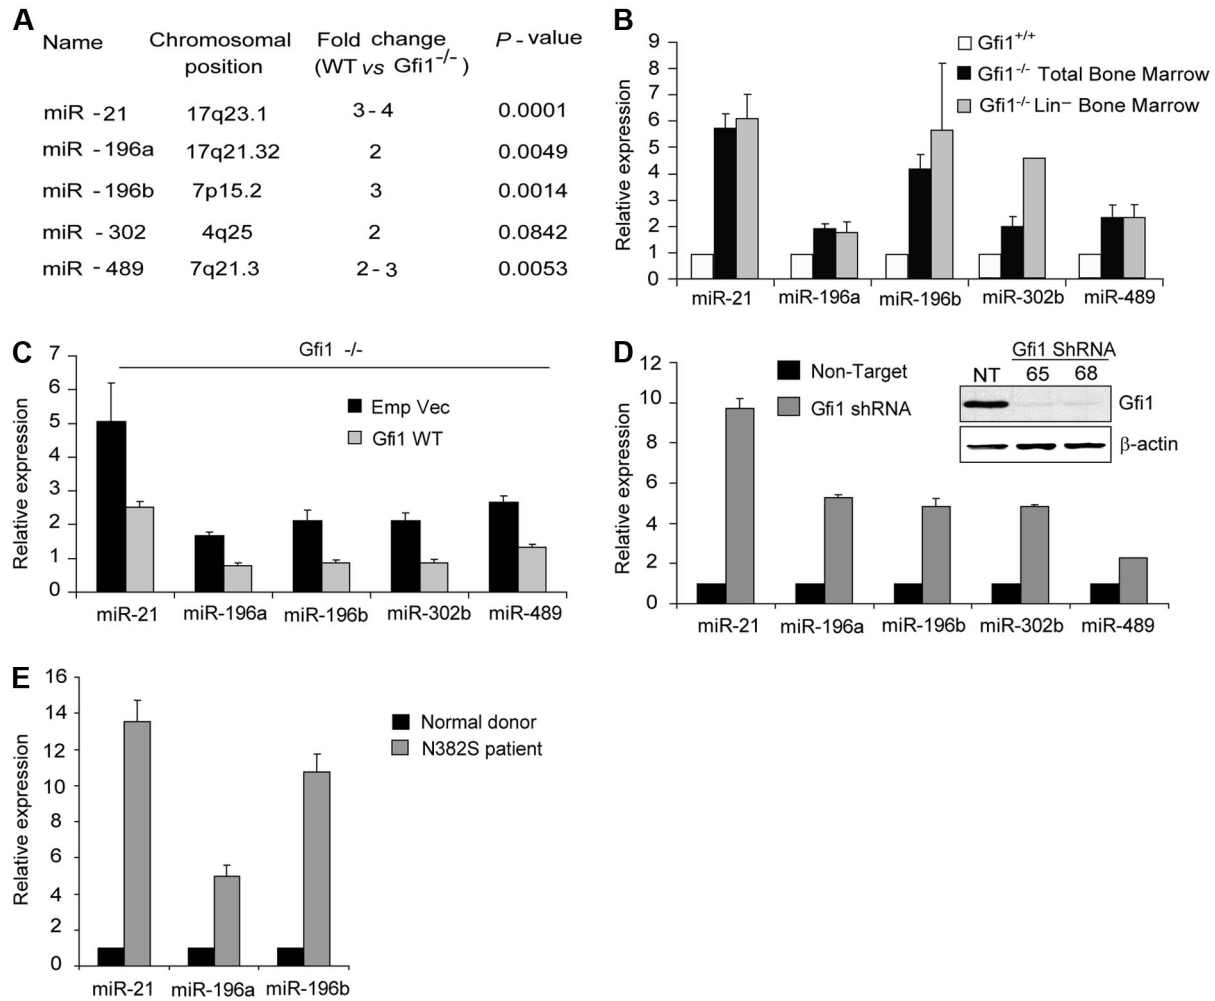 A
Name Chromosomal position Fold change (WT vs Gfi1-/-) P-value
miR -21 17q23.1 3-4 0.0001
miR -196a 17q21.32 2 0.0049
miR -196b 7p15.2 3 0.0014
miR -302 4q25 2 0.0842
miR -489 7q21.3 2-3 0.0053
B
Relative expression
9
8
7
6
5
4
3
2
1
0
Gfi1+/+
Gfi1-/- Total Bone Marrow
Gfi1-/- Lin– Bone Marrow
miR-21 miR-196a miR-196b miR-302b miR-489
C
Relative expression
7
6
5
4
3
2
1
0
Gfi1 -/-
Emp Vec
Gfi1 WT
miR-21 miR-196a miR-196b miR-302b miR-489
D
Relative expression
12
10
8
6
4
2
0
Non-Target
Gfi1 shRNA
Gfi1 ShRNA
NT 65 68
Gfi1
β-actin
miR-21 miR-196a miR-196b miR-302b miR-489
E
Relative expression
16
14
12
10
8
6
4
2
0
Normal donor
N382S patient
miR-21 miR-196a miR-196b